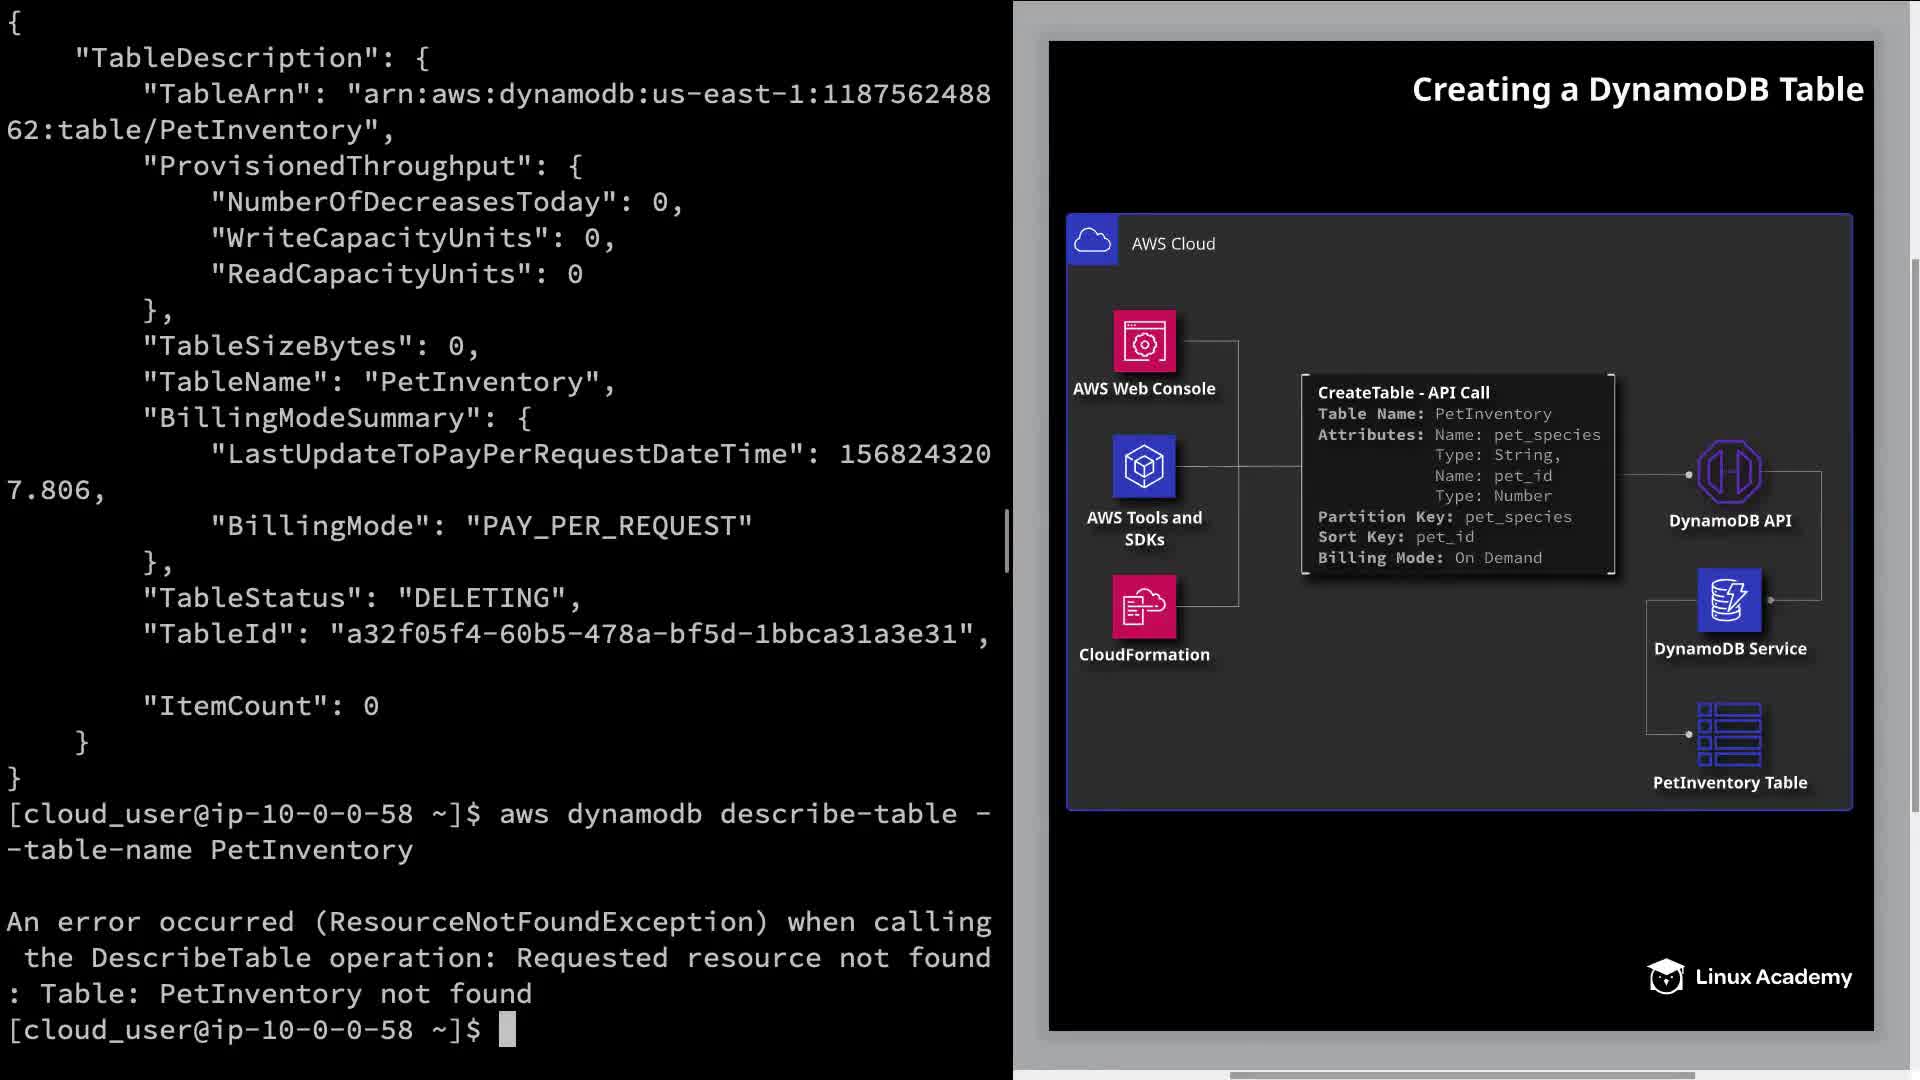 {
    "TableDescription": {
        "TableArn": "arn:aws:dynamodb:us-east-1:1187562488
62:table/PetInventory",
        "ProvisionedThroughput": {
            "NumberOfDecreasesToday": 0,
            "WriteCapacityUnits": 0,
            "ReadCapacityUnits": 0
        },
        "TableSizeBytes": 0,
        "TableName": "PetInventory",
        "BillingModeSummary": {
            "LastUpdateToPayPerRequestDateTime": 156824320
7.806,
            "BillingMode": "PAY_PER_REQUEST"
        },
        "TableStatus": "DELETING",
        "TableId": "a32f05f4-60b5-478a-bf5d-1bbca31a3e31",
        "ItemCount": 0
    }
}
[cloud_user@ip-10-0-0-58 ~]$ aws dynamodb describe-table -
-table-name PetInventory
An error occurred (ResourceNotFoundException) when calling
 the DescribeTable operation: Requested resource not found
: Table: PetInventory not found
[cloud_user@ip-10-0-0-58 ~]$
Creating a DynamoDB Table
AWS Cloud
AWS Web Console
AWS Tools and
SDKs
CloudFormation
CreateTable - API Call
Table Name: PetInventory
Attributes: Name: pet_species
Type: String,
Name: pet_id
Type: Number
Partition Key: pet_species
Sort Key: pet_id
Billing Mode: On Demand
DynamoDB API
DynamoDB Service
PetInventory Table
Linux Academy